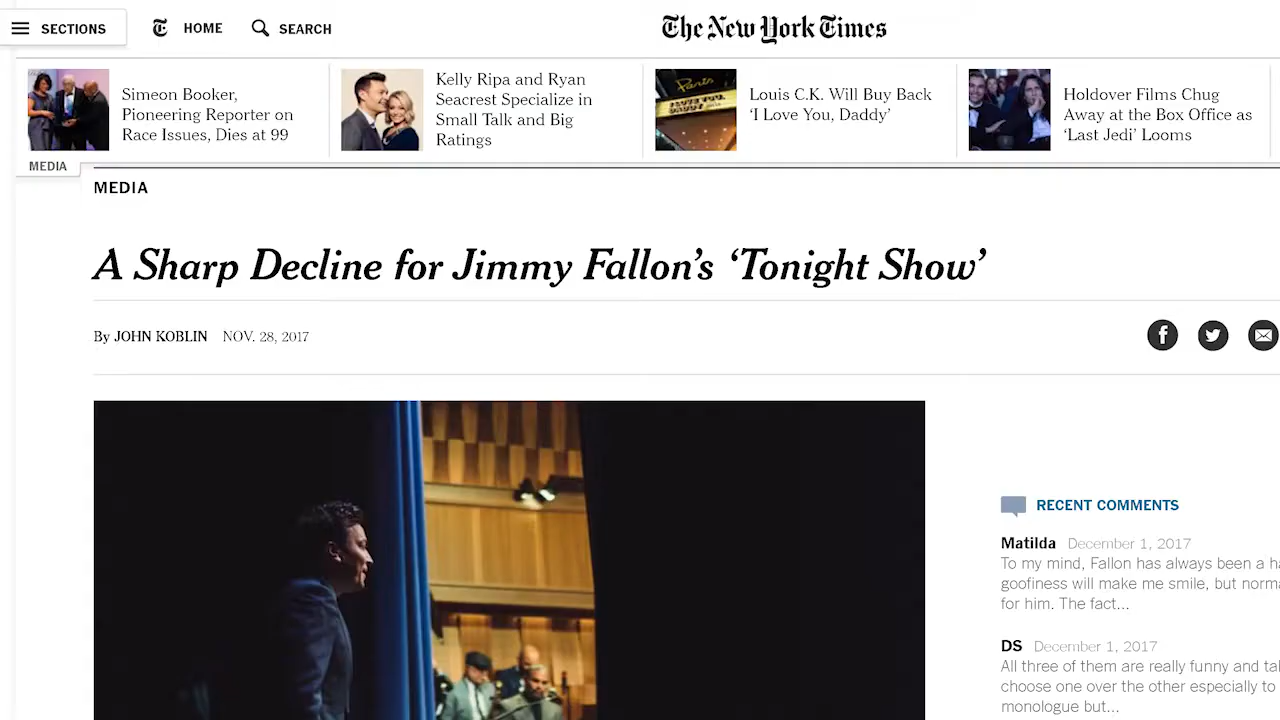 SECTIONS
HOME
SEARCH
The New York Times
Simeon Booker,
Pioneering Reporter on
Race Issues, Dies at 99
Kelly Ripa and Ryan
Seacrest Specialize in
Small Talk and Big
Ratings
Louis C.K. Will Buy Back
‘I Love You, Daddy’
Holdover Films Chug
Away at the Box Office as
‘Last Jedi’ Looms
MEDIA
MEDIA
A Sharp Decline for Jimmy Fallon’s ‘Tonight Show’
By JOHN KOBLIN NOV. 28, 2017
RECENT COMMENTS
Matilda December 1, 2017
To my mind, Fallon has always been a
goofiness will make me smile, but
for him. The fact...
DS December 1, 2017
All three of them are really funny and
choose one over the other especially to
monologue but...